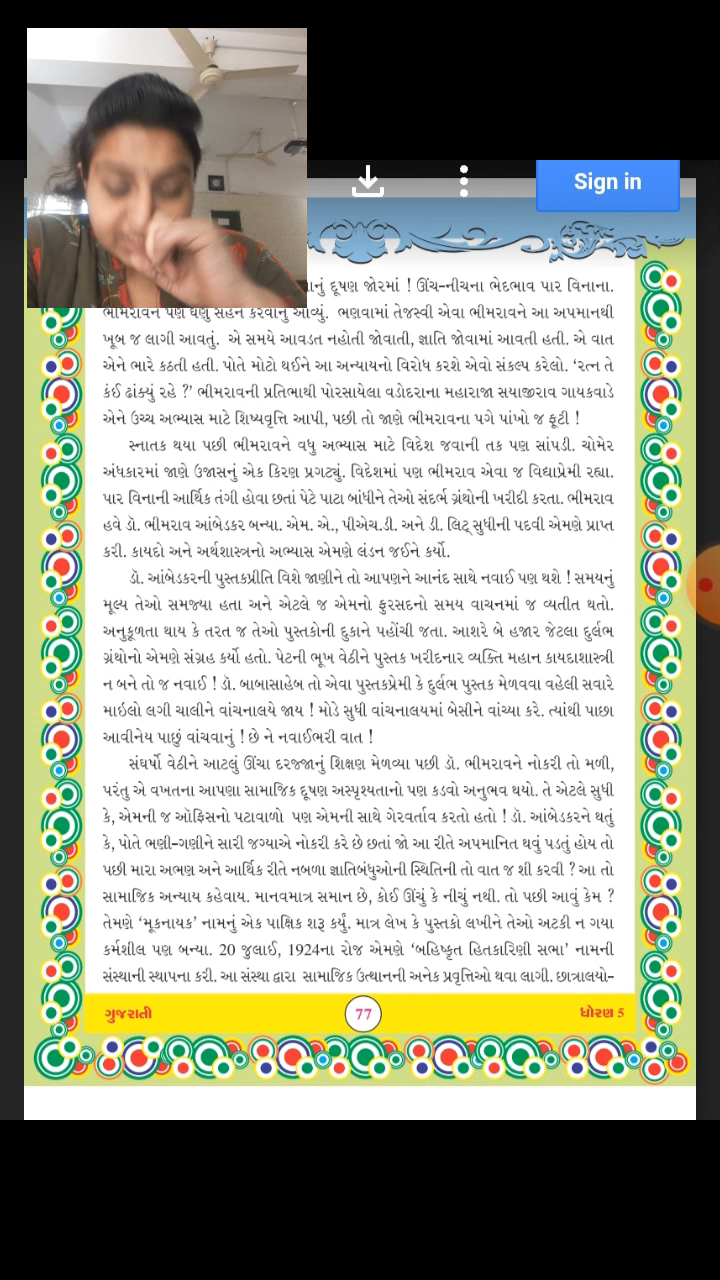 Sign in
નું દૂષણ જોરમાં ! ઊંચ-નીચના ભેદભાવ પાર વિનાના.
ભીમરાવને પણ ઘણું સહન કરવાનું આવ્યું. ભણવામાં તેજસ્વી એવા ભીમરાવને આ અપમાનથી
ખૂબ જ લાગી આવતું. એ સમયે આવડત નહોતી જોવાતી, જ્ઞાતિ જોવામાં આવતી હતી. એ વાત
એને ભારે કઠતી હતી. પોતે મોટો થઈને આ અન્યાયનો વિરોધ કરશે એવો સંકલ્પ કરેલો. ‘રત્ન તે
કંઈ ઢાંક્યું રહે ?’ ભીમરાવની પ્રતિભાથી પોરસાયેલા વડોદરાના મહારાજા સયાજીરાવ ગાયકવાડે
એને ઉચ્ચ અભ્યાસ માટે શિષ્યવૃત્તિ આપી, પછી તો જાણે ભીમરાવના પગે પાંખો જ ફૂટી !
સ્નાતક થયા પછી ભીમરાવને વધુ અભ્યાસ માટે વિદેશ જવાની તક પણ સાંપડી. ચોમેર
અંધકારમાં જાણે ઉજાસનું એક કિરણ પ્રગટ્યું. વિદેશમાં પણ ભીમરાવ એવા જ વિદ્યાપ્રેમી રહ્યા.
પાર વિનાની આર્થિક તંગી હોવા છતાં પેટે પાટા બાંધીને તેઓ સંદર્ભ ગ્રંથોની ખરીદી કરતા. ભીમરાવ
હવે ડૉ. ભીમરાવ આંબેડકર બન્યા. એમ. એ., પીએચ.ડી. અને ડી. લિટ્ સુધીની પદવી એમણે પ્રાપ્ત
કરી. કાયદો અને અર્થશાસ્ત્રનો અભ્યાસ એમણે લંડન જઈને કર્યો.
ડૉ. આંબેડકરની પુસ્તકપ્રીતિ વિશે જાણીને તો આપણને આનંદ સાથે નવાઈ પણ થશે ! સમયનું
મૂલ્ય તેઓ સમજ્યા હતા અને એટલે જ એમનો ફુરસદનો સમય વાચનમાં જ વ્યતીત થતો.
અનુકૂળતા થાય કે તરત જ તેઓ પુસ્તકોની દુકાને પહોંચી જતા. આશરે બે હજાર જેટલા દુર્લભ
ગ્રંથોનો એમણે સંગ્રહ કર્યો હતો. પેટની ભૂખ વેઠીને પુસ્તક ખરીદનાર વ્યક્તિ મહાન કાયદાશાસ્ત્રી
ન બને તો જ નવાઈ ! ડૉ. બાબાસાહેબ તો એવા પુસ્તકપ્રેમી કે દુર્લભ પુસ્તક મેળવવા વહેલી સવારે
માઇલો લગી ચાલીને વાંચનાલયે જાય ! મોડે સુધી વાંચનાલયમાં બેસીને વાંચ્યા કરે. ત્યાંથી પાછા
આવીનેય પાછું વાંચવાનું ! છે ને નવાઈભરી વાત !
સંઘર્ષો વેઠીને આટલું ઊંચા દરજ્જાનું શિક્ષણ મેળવ્યા પછી ડૉ. ભીમરાવને નોકરી તો મળી,
પરંતુ એ વખતના આપણા સામાજિક દૂષણ અસ્પૃશ્યતાનો પણ કડવો અનુભવ થયો. તે એટલે સુધી
કે, એમની જ ઑફિસનો પટાવાળો પણ એમની સાથે ગેરવર્તાવ કરતો હતો ! ડૉ. આંબેડકરને થતું
કે, પોતે ભણી-ગણીને સારી જગ્યાએ નોકરી કરે છે છતાં જો આ રીતે અપમાનિત થવું પડતું હોય તો
પછી મારા અભણ અને આર્થિક રીતે નબળા જ્ઞાતિબંધુઓની સ્થિતિની તો વાત જ શી કરવી ? આ તો
સામાજિક અન્યાય કહેવાય. માનવમાત્ર સમાન છે, કોઈ ઊંચું કે નીચું નથી. તો પછી આવું કેમ ?
તેમણે ‘મૂકનાયક’ નામનું એક પાક્ષિક શરૂ કર્યું. માત્ર લેખ કે પુસ્તકો લખીને તેઓ અટકી ન ગયા
કર્મશીલ પણ બન્યા. 20 જુલાઈ, 1924ના રોજ એમણે ‘બહિષ્કૃત હિતકારિણી સભા’ નામની
સંસ્થાની સ્થાપના કરી. આ સંસ્થા દ્વારા સામાજિક ઉત્થાનની અનેક પ્રવૃત્તિઓ થવા લાગી. છાત્રાલયો-
ગુજરાતી 77 ધોરણ 5